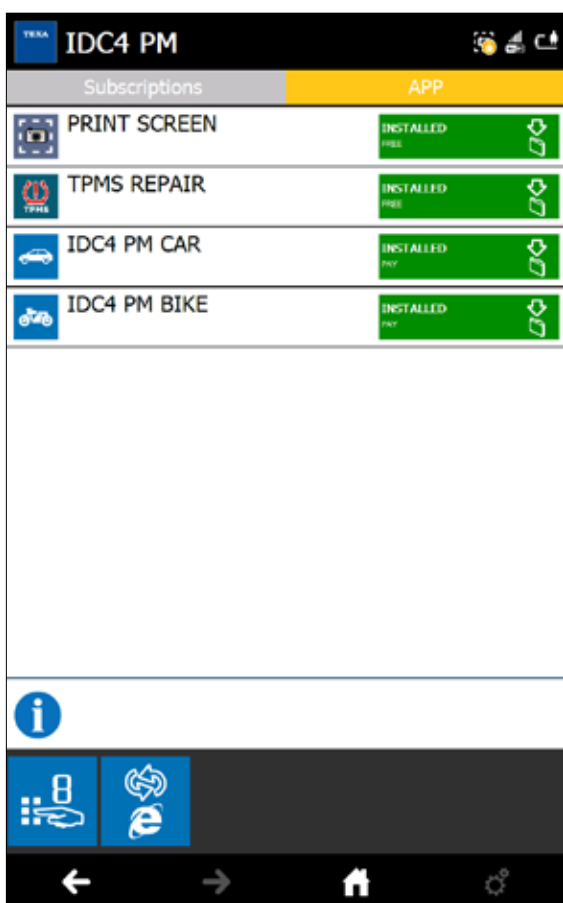 TEXA IDC4 PM
Subscriptions APP
PRINT SCREEN
INSTALLED
FREE
TPMS
TPMS REPAIR
INSTALLED
FREE
IDC4 PM CAR
INSTALLED
PAY
IDC4 PM BIKE
INSTALLED
PAY